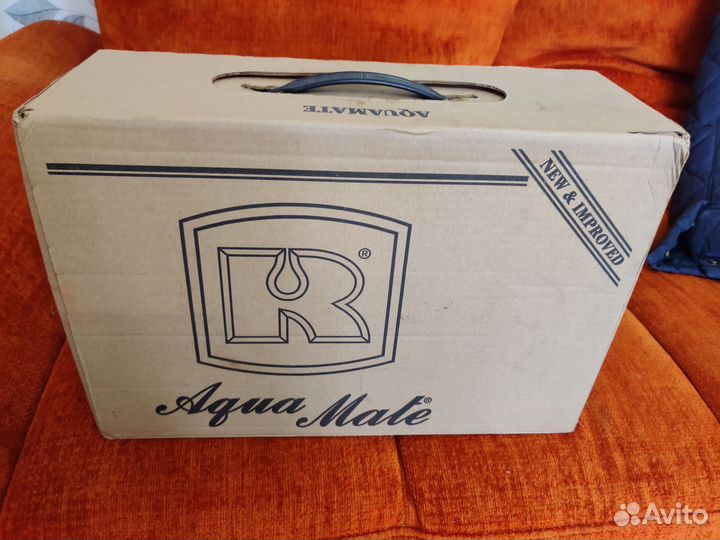 AQUAMATE
NEW & IMPROVED
R®
Aqua Mate®
Avito